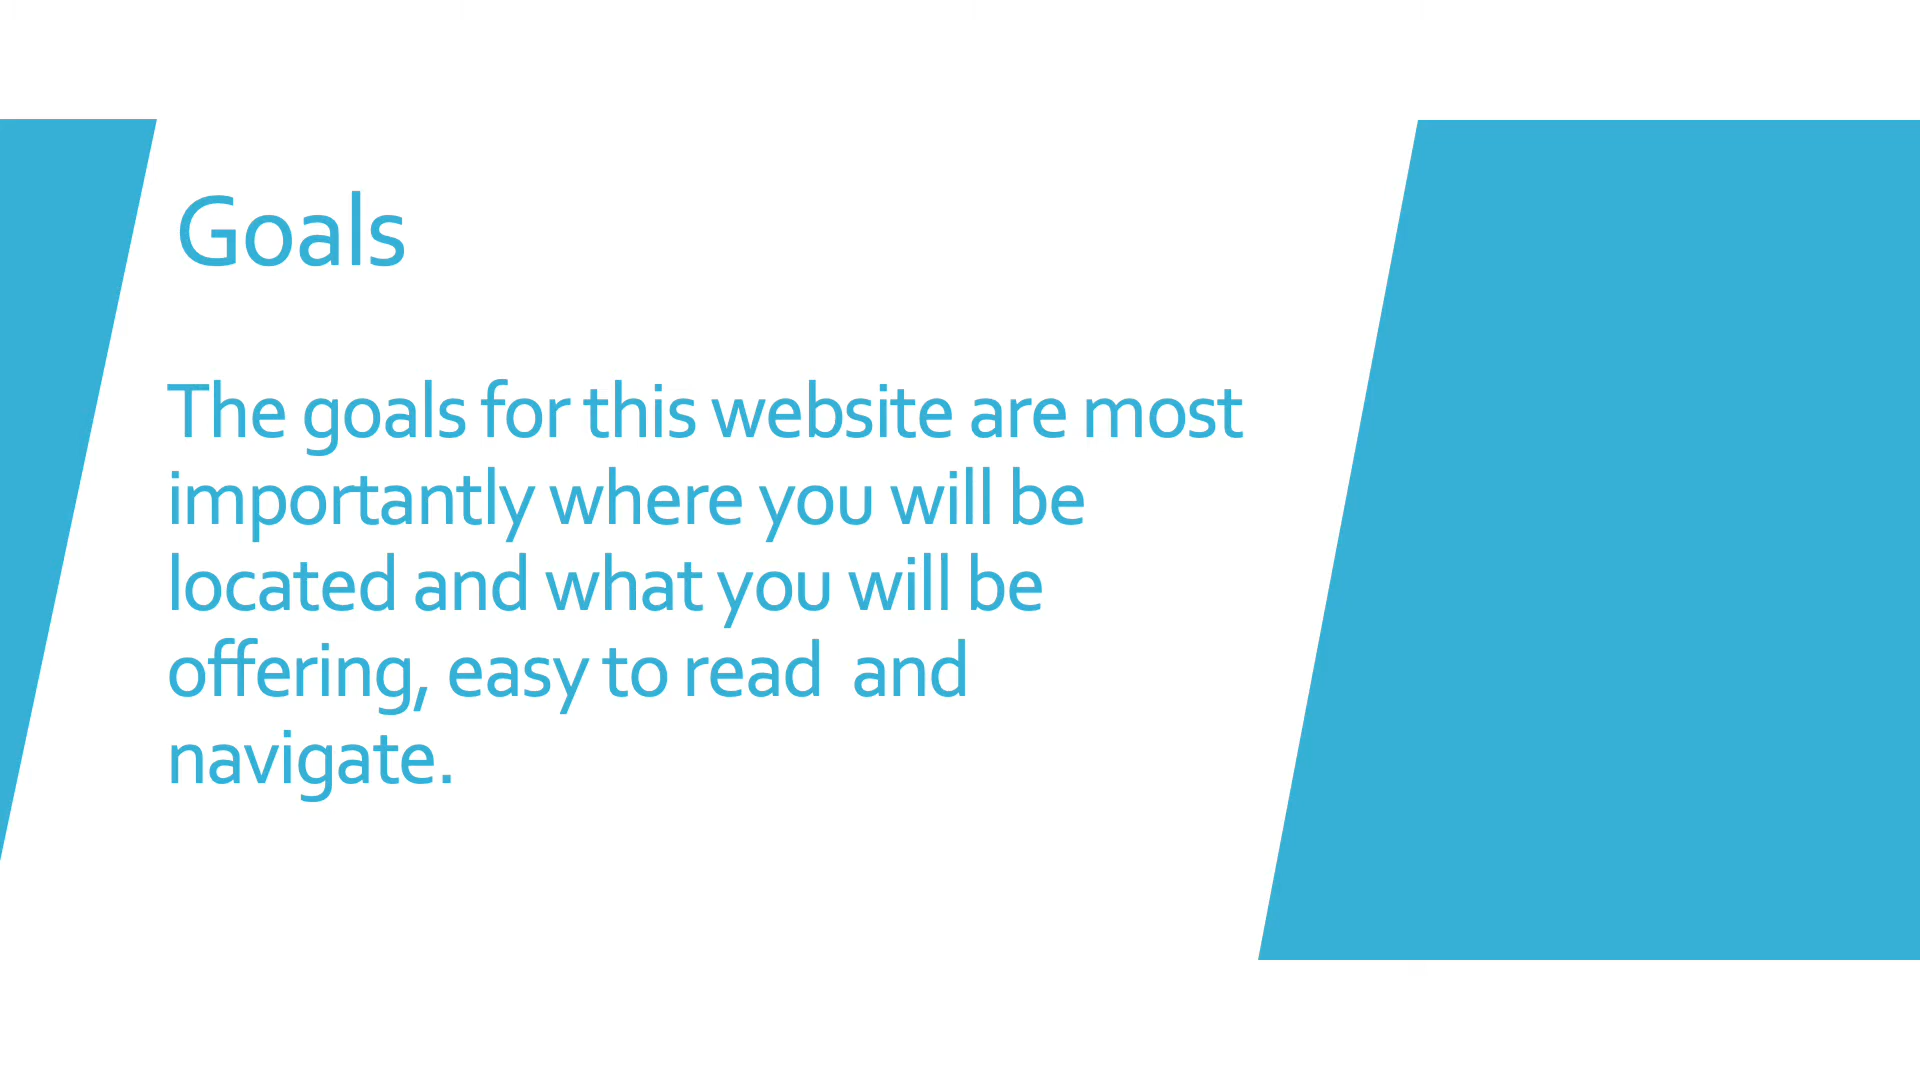 Goals
The goals for this website are most
importantly where you will be
located and what you will be
offering, easy to read  and
navigate.